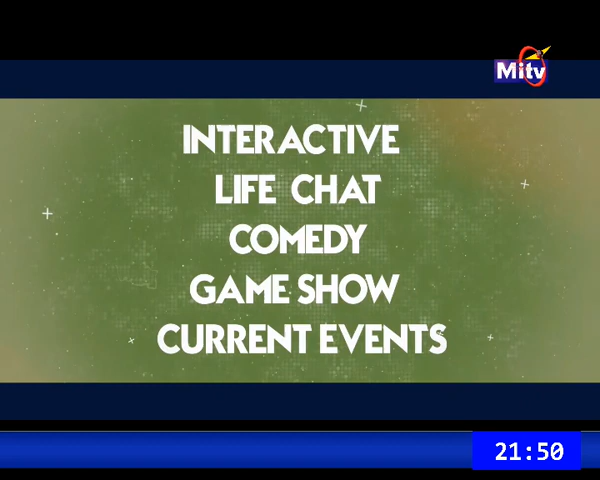 Mitv
INTERACTIVE
LIFE CHAT
COMEDY
GAME SHOW
CURRENT EVENTS
21:50